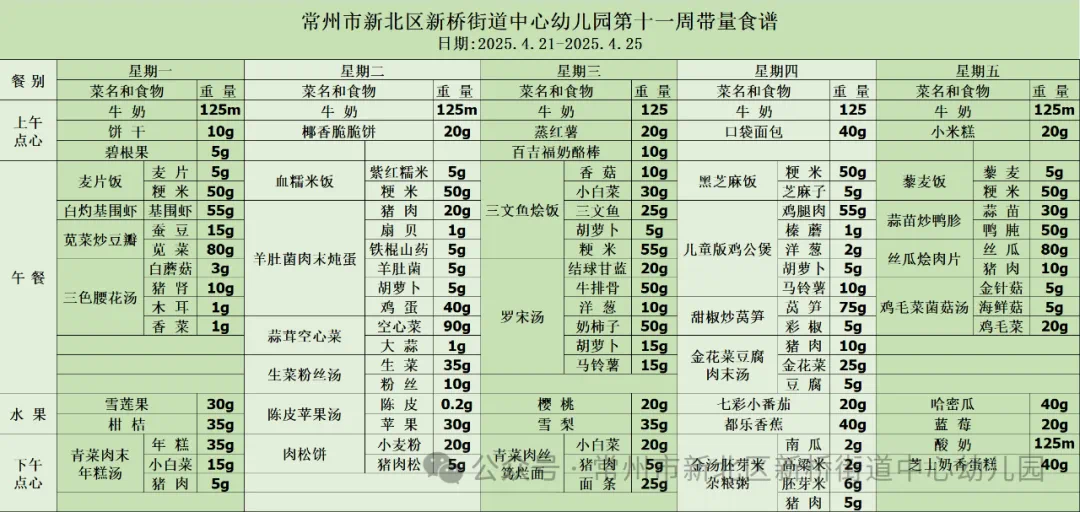 常州市新北区新桥街道中心幼儿园第十一周带量食谱
日期:2025.4.21-2025.4.25
餐 别 星期一 星期二 星期三 星期四 星期五
菜名和食物 重 量 菜名和食物 重 量 菜名和食物 重 量 菜名和食物 重 量 菜名和食物 重 量
上午点心 牛 奶 125m 牛 奶 125m 牛 奶 125 牛 奶 125 牛 奶 125m
饼 干 10g 椰香脆脆饼 20g 蒸红薯 20g 口袋面包 40g 小米糕 20g
碧根果 5g 百吉福奶酪棒 10g
午 餐 麦片饭 麦 片 5g 血糯米饭 紫红糯米 5g 三文鱼烩饭 香 菇 10g 黑芝麻饭 粳 米 50g 藜麦饭 藜 麦 5g
粳 米 50g 粳 米 50g 小白菜 30g 芝麻子 5g 粳 米 50g
白灼基围虾 基围虾 55g 羊肚菌肉末炖蛋 猪 肉 20g 三文鱼 25g 儿童版鸡公煲 鸡腿肉 55g 蒜苗炒鸭胗 蒜 苗 30g
苋菜炒豆瓣 蚕 豆 15g 扇 贝 1g 胡萝卜 5g 榛 蘑 1g 鸭 肫 50g
苋 菜 80g 铁棍山药 5g 粳 米 55g 洋 葱 2g 丝瓜烩肉片 丝 瓜 80g
三色腰花汤 白蘑菇 3g 羊肚菌 5g 罗宋汤 结球甘蓝 20g 胡萝卜 5g 猪 肉 10g
猪 肾 10g 胡萝卜 5g 牛排骨 50g 马铃薯 10g 鸡毛菜菌菇汤 金针菇 5g
木 耳 1g 鸡 蛋 40g 洋 葱 10g 甜椒炒莴笋 莴 笋 75g 海鲜菇 5g
香 菜 1g 蒜茸空心菜 空心菜 90g 奶柿子 50g 彩 椒 5g 鸡毛菜 20g
大 蒜 1g 胡萝卜 15g 金花菜豆腐肉末汤 猪 肉 10g
生菜粉丝汤 生 菜 35g 马铃薯 15g 金花菜 25g
粉 丝 10g 豆 腐 5g
水 果 雪莲果 30g 陈皮苹果汤 陈 皮 0.2g 樱 桃 20g 七彩小番茄 20g 哈密瓜 40g
柑 桔 35g 苹 果 30g 雪 梨 35g 都乐香蕉 40g 蓝 莓 20g
下午点心 青菜肉末年糕汤 年 糕 35g 肉松饼 小麦粉 20g 青菜肉丝 烂面 小白菜 20g 金汤胚芽米杂粮粥 南 瓜 2g 酸 奶 125m
小白菜 15g 猪肉松 5g 猪 肉 5g 高粱米 2g 芝士奶香蛋糕 40g
猪 肉 5g 面 条 25g 胚芽米 6g
猪 肉 5g
公众号 · 常州市新北区新桥街道中心幼儿园